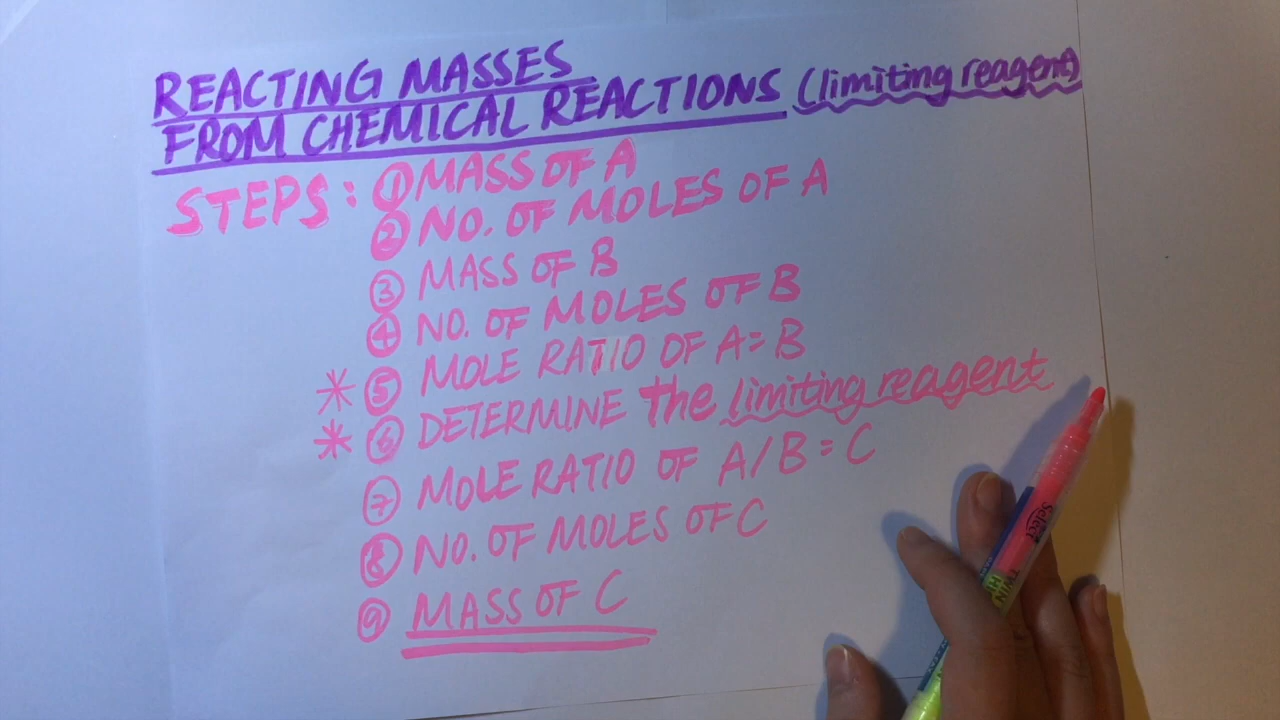 REACTING MASSES
FROM CHEMICAL REACTIONS (limiting reagent)
STEPS: ① MASS OF A
② NO. OF MOLES OF A
③ MASS OF B
④ NO. OF MOLES OF B
* ⑤ MOLE RATIO OF A=B
* ⑥ DETERMINE the limiting reagent
⑦ MOLE RATIO OF A/B=C
⑧ NO. OF MOLES OF C
⑨ MASS OF C
Select
TWIN